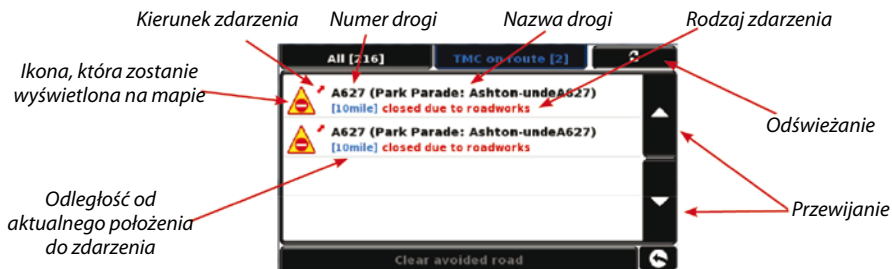 Kierunek zdarzenia
Numer drogi
Nazwa drogi
Rodzaj zdarzenia
Ikona, która zostanie
wyświetlona na mapie
All [216]
TMC on route [2]
A627 (Park Parade: Ashton-undeA627)
[10mile] closed due to roadworks
A627 (Park Parade: Ashton-undeA627)
[10mile] closed due to roadworks
Odświeżanie
Odległość od
aktualnego położenia
do zdarzenia
Przewijanie
Clear avoided road